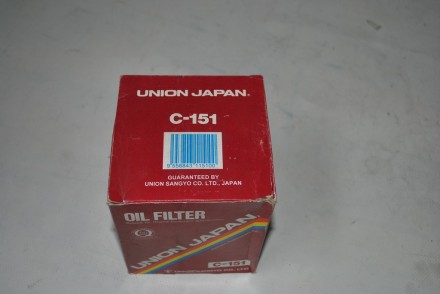 UNION JAPAN®
C-151
GUARANTEED BY
UNION SANGYO CO. LTD., JAPAN
OIL FILTER
UNION JAPAN
C-151